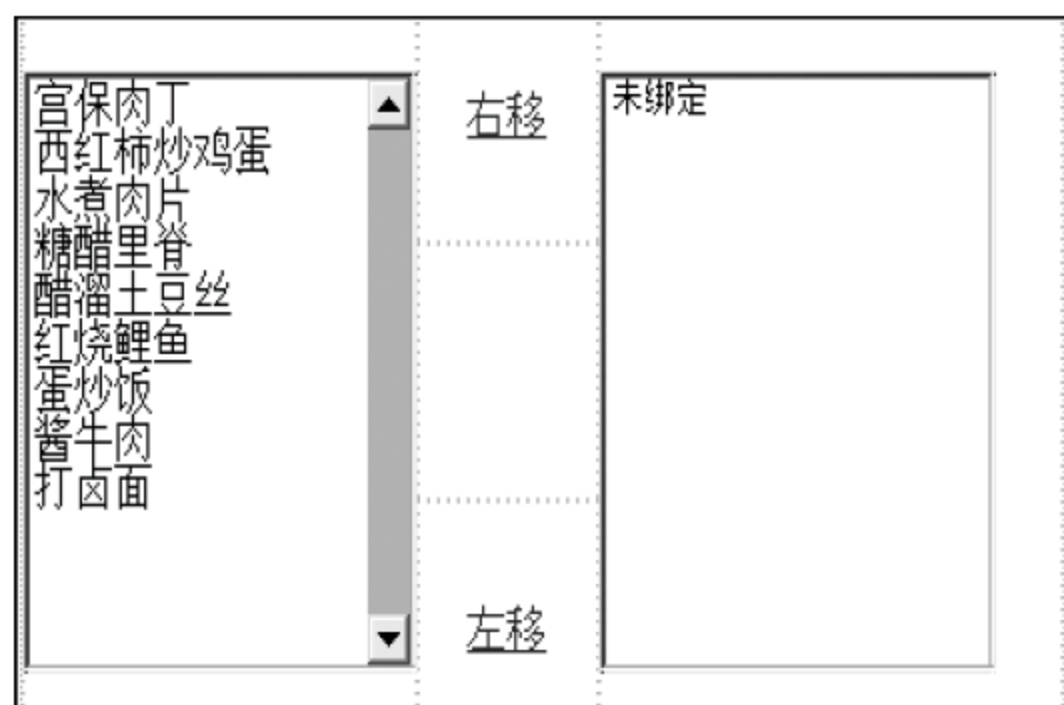 宫保肉丁
西红柿炒鸡蛋
水煮肉片
糖醋里脊
醋溜土豆丝
红烧鲤鱼
蛋炒饭
酱牛肉
打卤面
右移
左移
未绑定